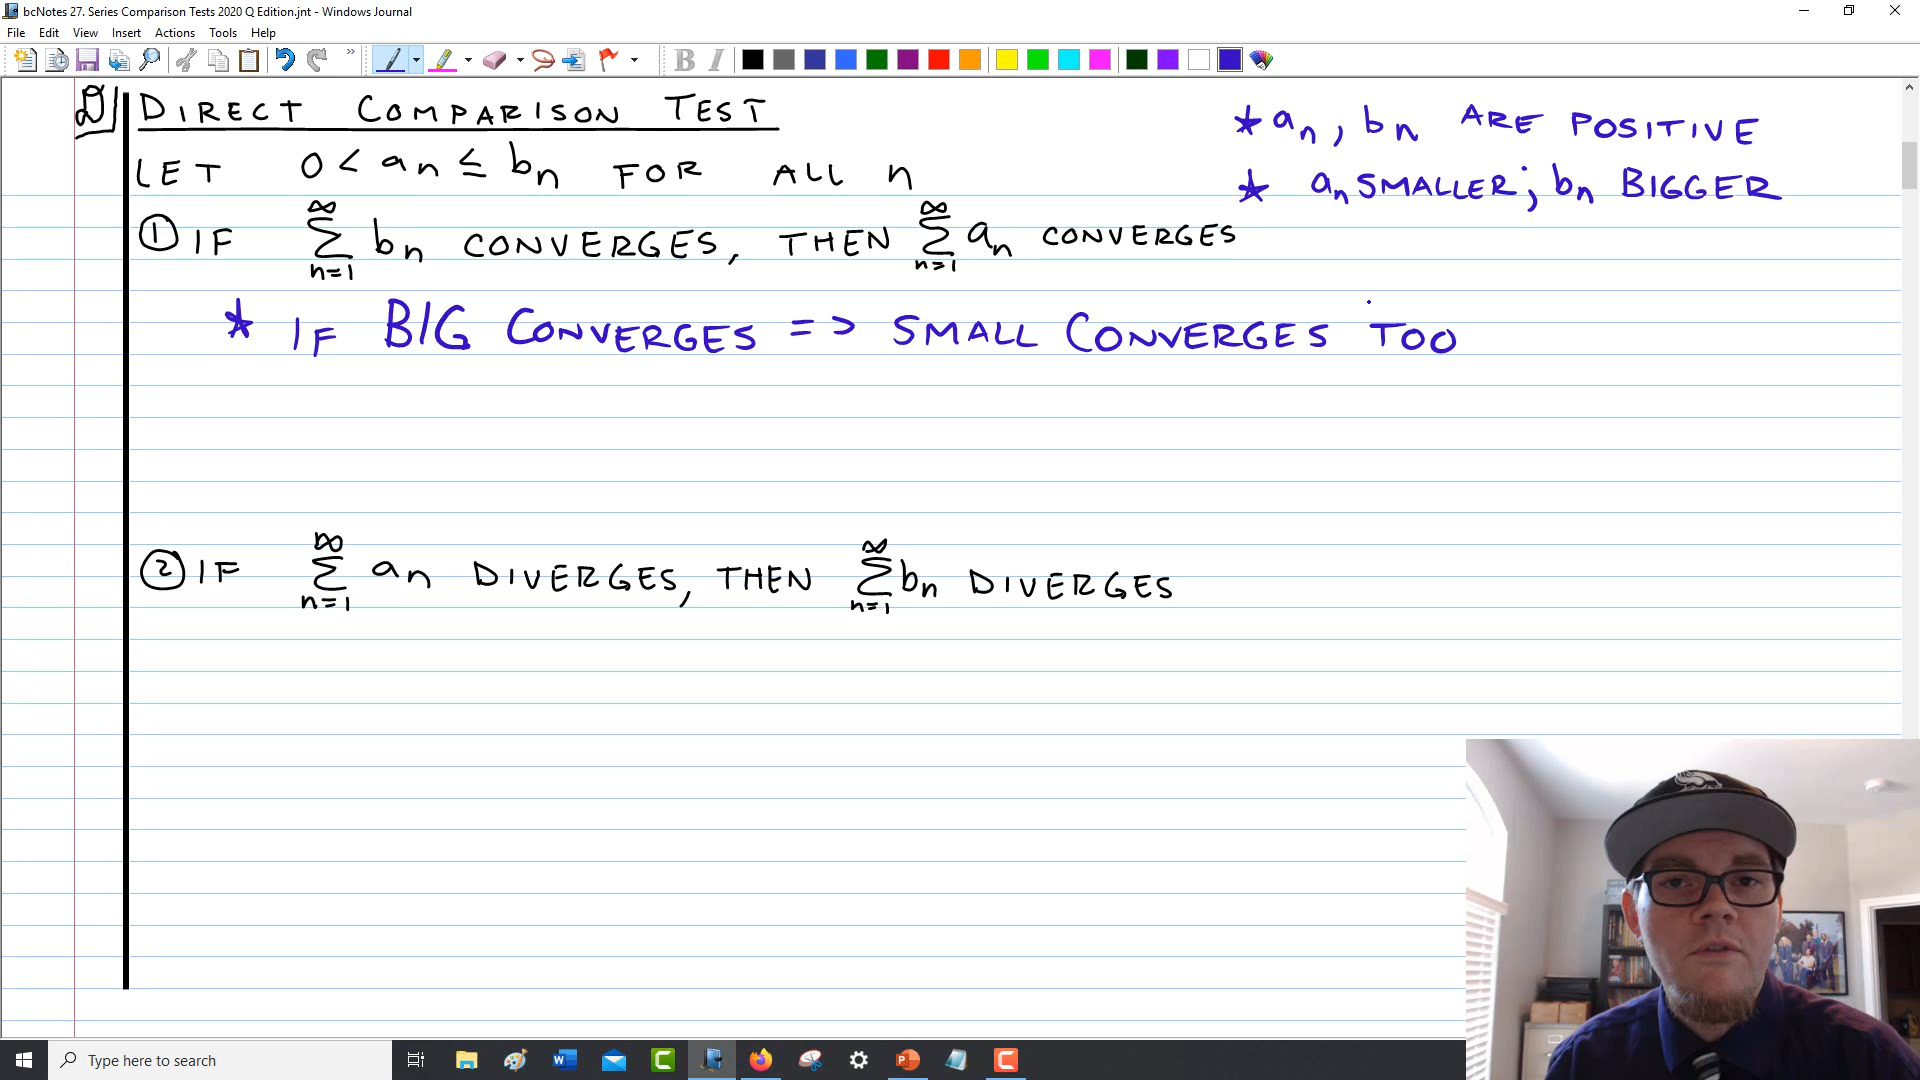 bcNotes 27. Series Comparison Tests 2020 Q Edition.jnt - Windows Journal
File Edit View Insert Actions Tools Help
B I
D DIRECT COMPARISON TEST
LET 0 < an ≤ bn FOR ALL n
* an, bn ARE POSITIVE
* an SMALLER; bn BIGGER
① IF ∞ Σ n=1 bn CONVERGES, THEN ∞ Σ n=1 an CONVERGES
* IF BIG CONVERGES => SMALL CONVERGES TOO
② IF ∞ Σ n=1 an DIVERGES, THEN ∞ Σ n=1 bn DIVERGES
Type here to search